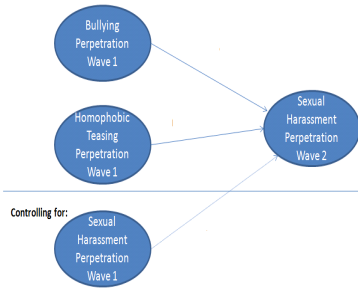 Bullying
Perpetration
Wave 1
Homophobic
Teasing
Perpetration
Wave 1
Sexual
Harassment
Perpetration
Wave 2
Controlling for:
Sexual
Harassment
Perpetration
Wave 1